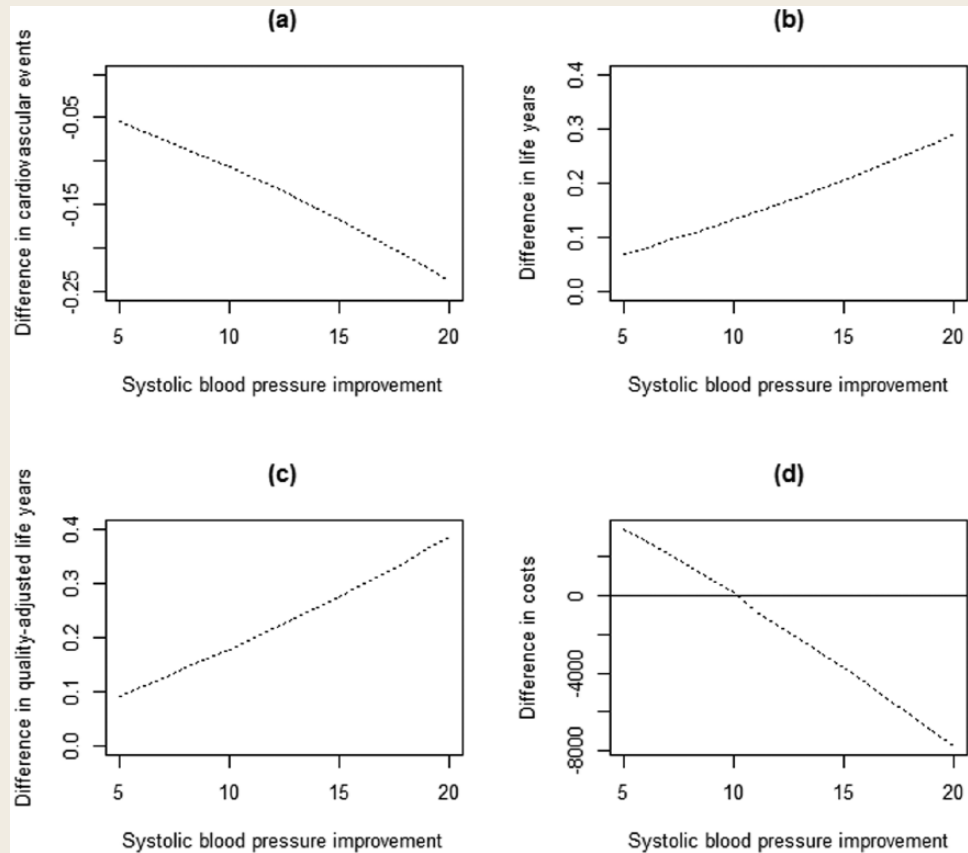 (a)
Difference in cardiovascular events
-0.05
-0.15
-0.25
5 10 15 20
Systolic blood pressure improvement
(b)
Difference in life years
0.4
0.3
0.2
0.1
0.0
5 10 15 20
Systolic blood pressure improvement
(c)
Difference in quality-adjusted life years
0.4
0.3
0.2
0.1
0.0
5 10 15 20
Systolic blood pressure improvement
(d)
Difference in costs
0
-4000
-8000
5 10 15 20
Systolic blood pressure improvement